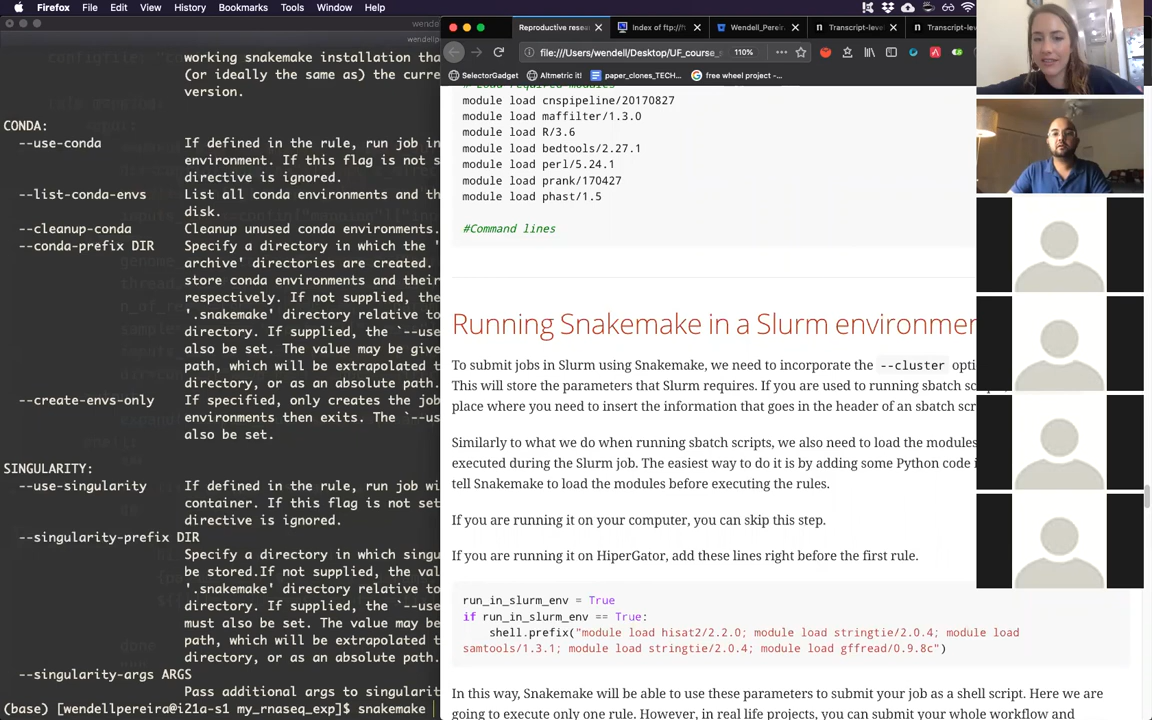 Firefox File Edit View History Bookmarks Tools Window Help
wendell
wendellpe
working snakemake installation tha
(or ideally the same) to the curre
version.
CONDA:
--use-conda If defined in the rule, run job in
environment. If this flag is not s
directive is ignored.
--list-conda-envs List all conda environments and th
disk.
--cleanup-conda Cleanup unused conda environments.
--conda-prefix DIR Specify a directory in which the '
archive' directories are created.
store conda environments and their
respectively. If not supplied, the
'.snakemake' directory relative to
directory. If supplied, the `--use
also be set. The value may be give
path, which will be extrapolated t
directory, or as an absolute path.
--create-envs-only If specified, only creates the job
environments then exits. The `--us
also be set.
SINGULARITY:
--use-singularity If defined in the rule, run job wi
container. If this flag is not set
directive is ignored.
--singularity-prefix DIR
Specify a directory in which singu
be stored.If not supplied, the val
'.snakemake' directory relative to
directory. If supplied, the `--use
must also be set. The value may be
path, which will be extrapolated t
directory, or as an absolute path.
--singularity-args ARGS
Pass additional args to singularit
(base) [wendellpereira@i21a-s1 my_rnaseq_exp]$ snakemake
Reproductive resea Index of ftp://h Wendell_Perei Transcript-leve Transcript-leve
file:///Users/wendell/Desktop/UF_course_s 110%
SelectorGadget Altmetric it! paper_clones_TECH... free wheel project -...
# Load required modules
module load cnspipeline/20170827
module load maffilter/1.3.0
module load R/3.6
module load bedtools/2.27.1
module load perl/5.24.1
module load prank/170427
module load phast/1.5
#Command lines
Running Snakemake in a Slurm environmen
To submit jobs in Slurm using Snakemake, we need to incorporate the --cluster opti
This will store the parameters that Slurm requires. If you are used to running sbatch scrip
place where you need to insert the information that goes in the header of an sbatch scr
Similarly to what we do when running sbatch scripts, we also need to load the modules
executed during the Slurm job. The easiest way to do it is by adding some Python code i
tell Snakemake to load the modules before executing the rules.
If you are running it on your computer, you can skip this step.
If you are running it on HiperGator, add these lines right before the first rule.
run_in_slurm_env = True
if run_in_slurm_env == True:
shell.prefix("module load hisat2/2.2.0; module load stringtie/2.0.4; module load
samtools/1.3.1; module load stringtie/2.0.4; module load gffread/0.9.8c")
In this way, Snakemake will be able to use these parameters to submit your job as a shell script. Here we are
going to execute only one rule. However, in real life projects, you can submit your whole workflow and